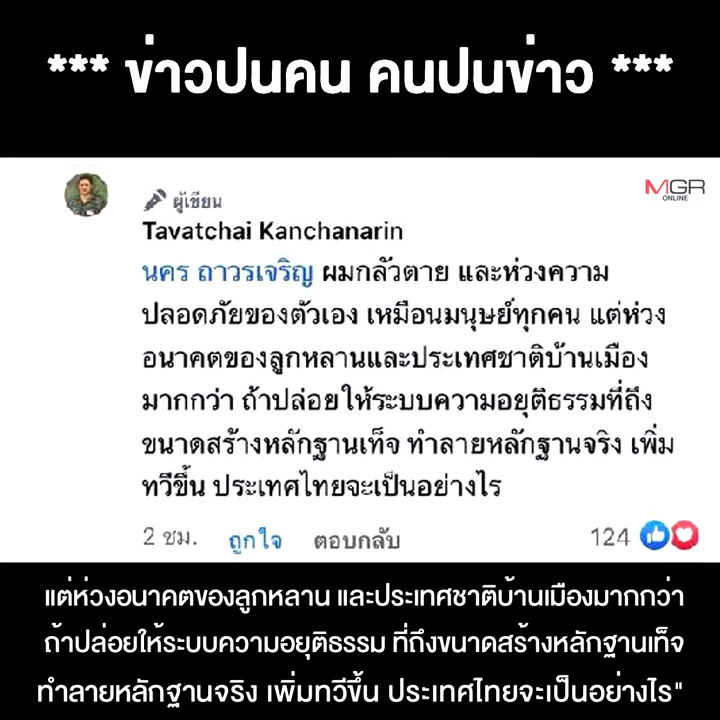 *** ข่าวปนคน คนปนข่าว ***
MGR
ONLINE
ผู้เขียน
Tavatchai Kanchanarin
นคร ถาวรเจริญ ผมกลัวตาย และห่วงความ
ปลอดภัยของตัวเอง เหมือนมนุษย์ทุกคน แต่ห่วง
อนาคตของลูกหลานและประเทศชาติบ้านเมือง
มากกว่า ถ้าปล่อยให้ระบบความอยุติธรรมที่ถึง
ขนาดสร้างหลักฐานเท็จ ทำลายหลักฐานจริง เพิ่ม
ทวีขึ้น ประเทศไทยจะเป็นอย่างไร
2 ชม. ถูกใจ ตอบกลับ 124
แต่ห่วงอนาคตของลูกหลาน และประเทศชาติบ้านเมืองมากกว่า
ถ้าปล่อยให้ระบบความอยุติธรรม ที่ถึงขนาดสร้างหลักฐานเท็จ
ทำลายหลักฐานจริง เพิ่มทวีขึ้น ประเทศไทยจะเป็นอย่างไร"